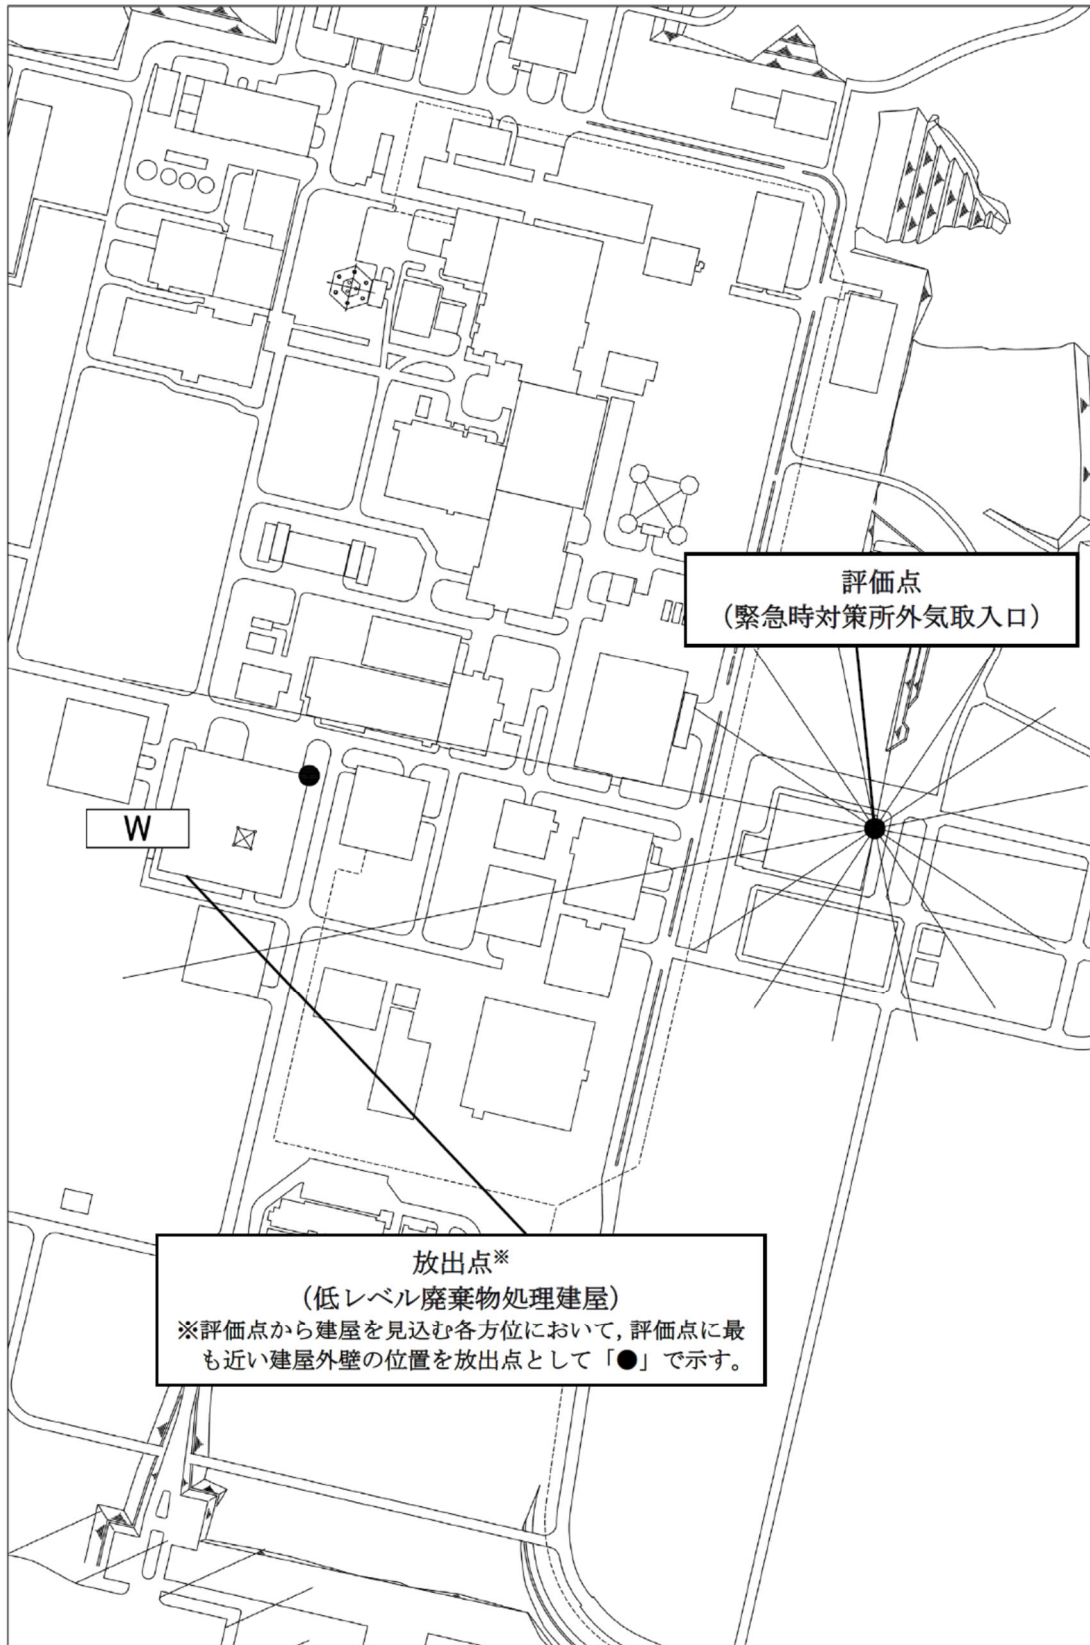 評価点
（緊急時対策所外気取入口）
W
放出点※
（低レベル廃棄物処理建屋）
※評価点から建屋を見込む各方位において，評価点に最
も近い建屋外壁の位置を放出点として「●」で示す。